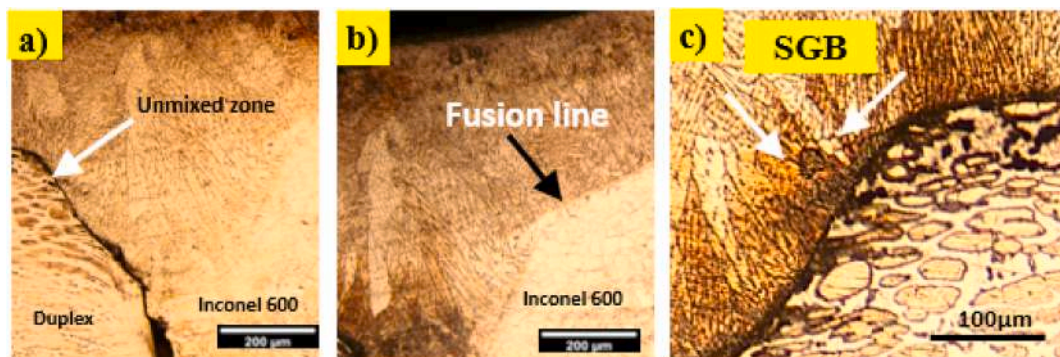 a)
Unmixed zone
Duplex
Inconel 600
200 µm
b)
Fusion line
Inconel 600
200 µm
c)
SGB
100µm